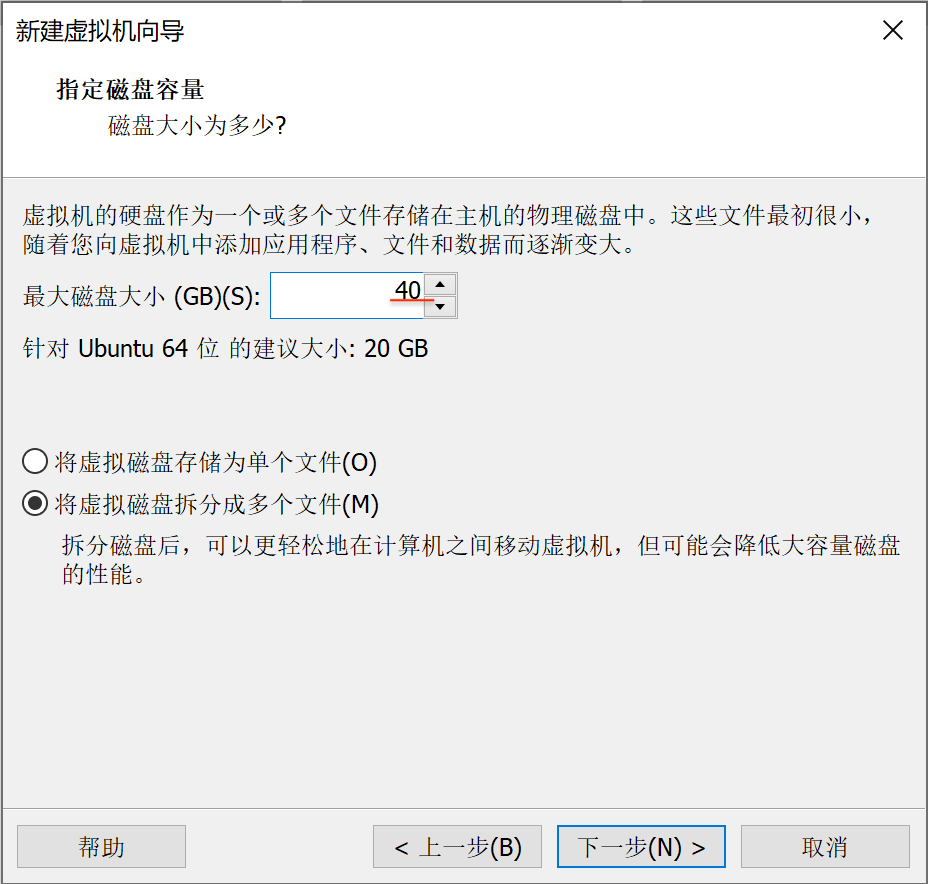 新建虚拟机向导
指定磁盘容量
磁盘大小为多少?
虚拟机的硬盘作为一个或多个文件存储在主机的物理磁盘中。这些文件最初很小，
随着您向虚拟机中添加应用程序、文件和数据而逐渐变大。
最大磁盘大小 (GB)(S): 40
针对 Ubuntu 64 位 的建议大小: 20 GB
将虚拟磁盘存储为单个文件(O)
将虚拟磁盘拆分成多个文件(M)
拆分磁盘后，可以更轻松地在计算机之间移动虚拟机，但可能会降低大容量磁盘
的性能。
帮助 < 上一步(B) 下一步(N) > 取消